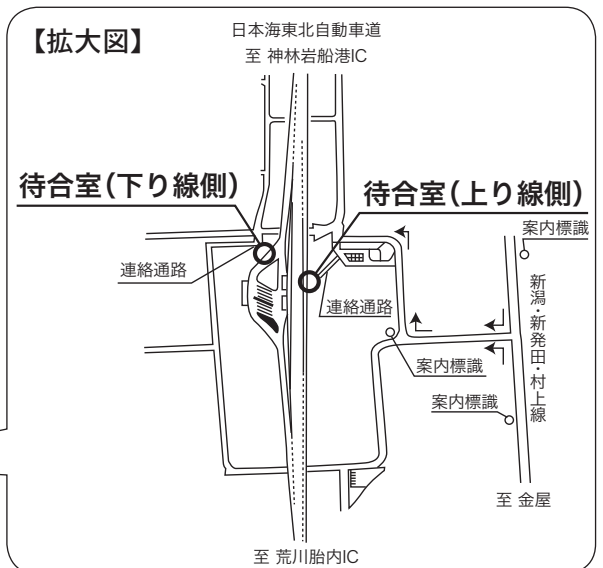 【拡大図】
日本海東北自動車道
至 神林岩船港IC
待合室(下り線側)
待合室(上り線側)
案内標識
連絡通路
連絡通路
新潟・新発田・村上線
案内標識
案内標識
至 金屋
至 荒川胎内IC